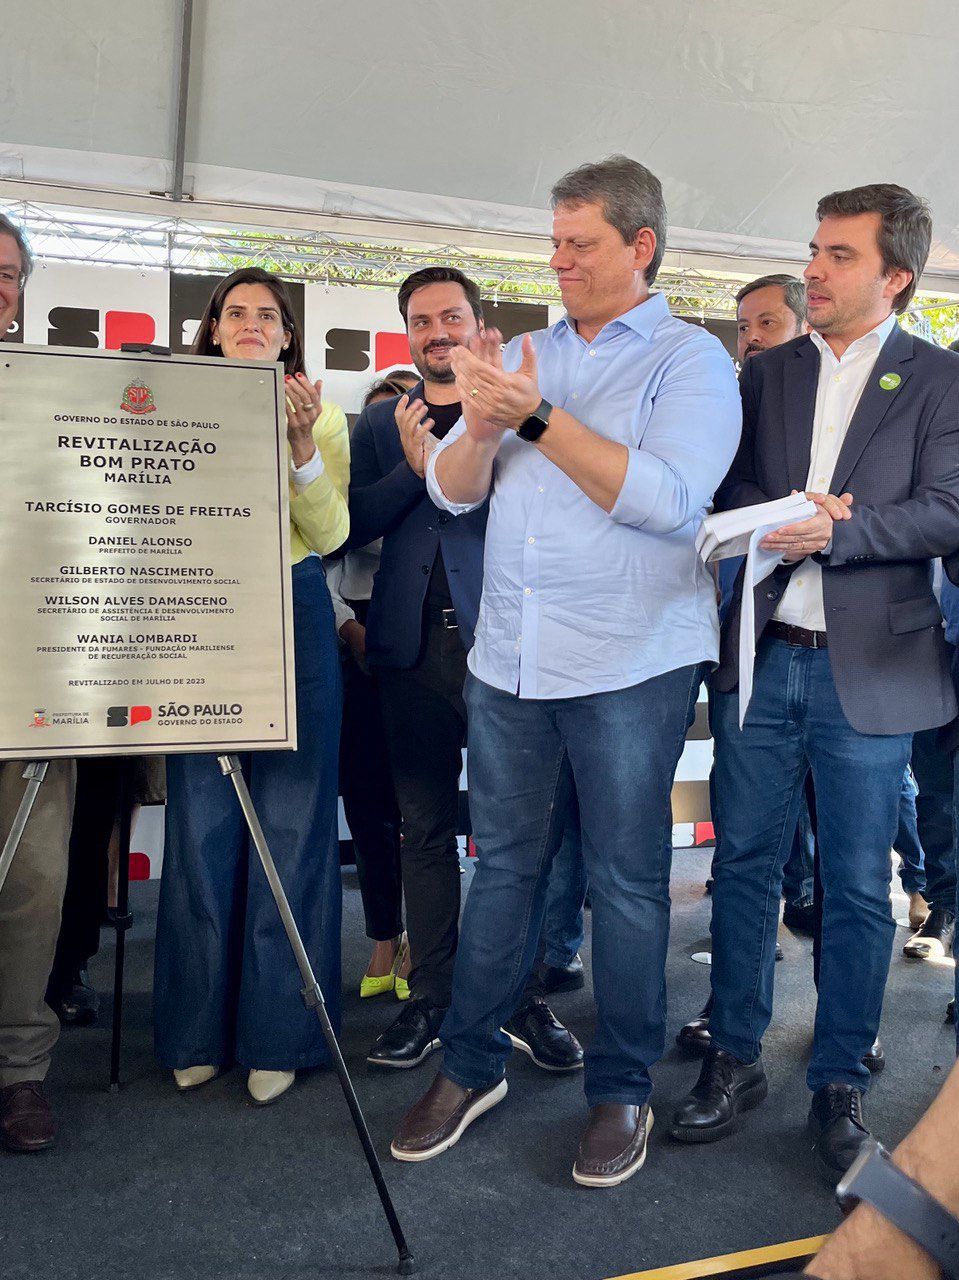 SP
SP
GOVERNO DO ESTADO DE SÃO PAULO
REVITALIZAÇÃO
BOM PRATO
MARÍLIA
TARCÍSIO GOMES DE FREITAS
GOVERNADOR
DANIEL ALONSO
PREFEITO DE MARÍLIA
GILBERTO NASCIMENTO
SECRETÁRIO DE ESTADO DE DESENVOLVIMENTO SOCIAL
WILSON ALVES DAMASCENO
SECRETÁRIO DE ASSISTÊNCIA E DESENVOLVIMENTO
SOCIAL DE MARÍLIA
WANIA LOMBARDI
PRESIDENTE DA FUMARES - FUNDAÇÃO MARILIENSE
DE RECUPERAÇÃO SOCIAL
REVITALIZADO EM JULHO DE 2023
PREFEITURA DE
MARÍLIA
SP SÃO PAULO
GOVERNO DO ESTADO